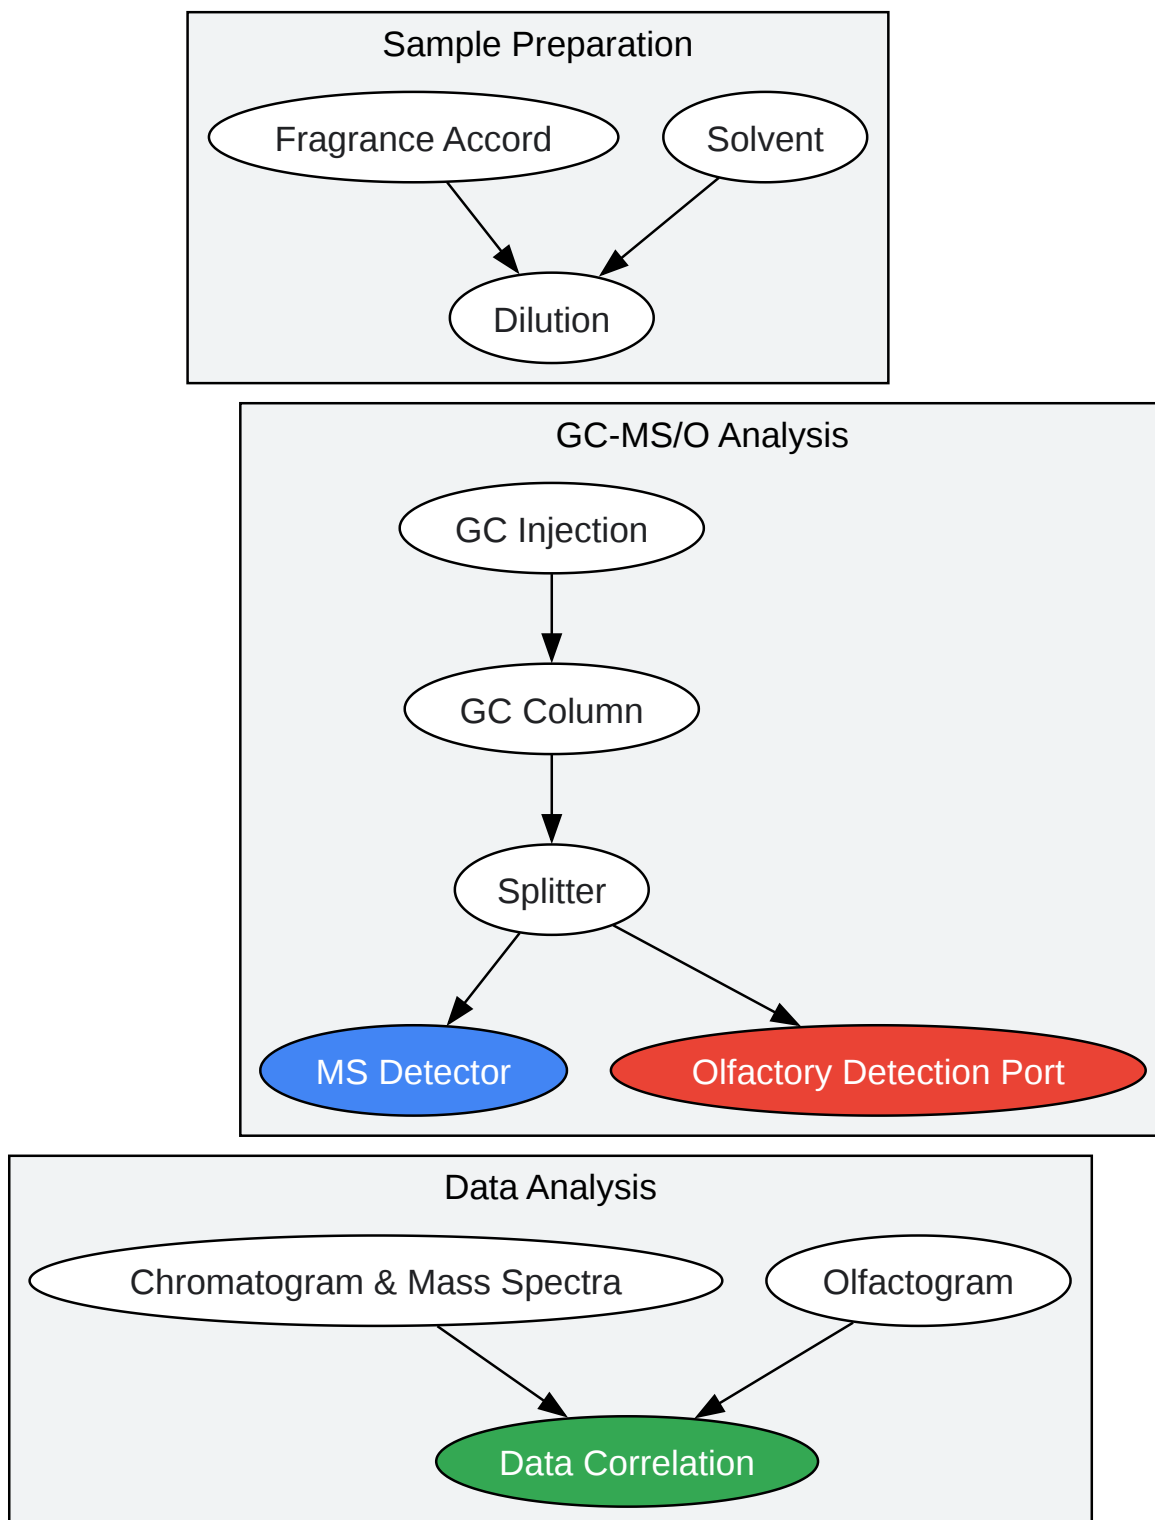 Sample Preparation
Fragrance Accord
Solvent
Dilution
GC-MS/O Analysis
GC Injection
GC Column
Splitter
MS Detector
Olfactory Detection Port
Data Analysis
Chromatogram & Mass Spectra
Olfactogram
Data Correlation